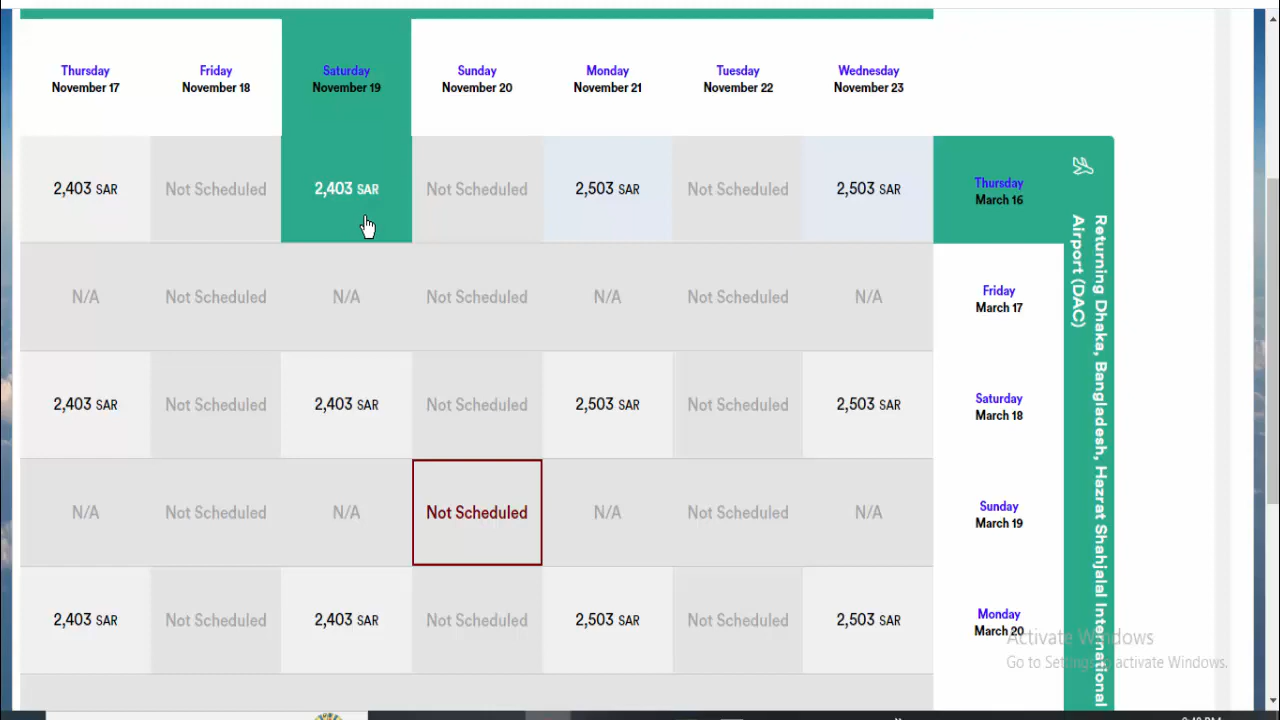 Thursday Friday Saturday Sunday Monday Tuesday Wednesday
November 17 November 18 November 19 November 20 November 21 November 22 November 23
2,403 SAR Not Scheduled 2,403 SAR Not Scheduled 2,503 SAR Not Scheduled 2,503 SAR
Thursday
March 16
N/A Not Scheduled N/A Not Scheduled N/A Not Scheduled N/A
Friday
March 17
2,403 SAR Not Scheduled 2,403 SAR Not Scheduled 2,503 SAR Not Scheduled 2,503 SAR
Saturday
March 18
N/A Not Scheduled N/A Not Scheduled N/A Not Scheduled N/A
Sunday
March 19
2,403 SAR Not Scheduled 2,403 SAR Not Scheduled 2,503 SAR Not Scheduled 2,503 SAR
Monday
March 20
Returning Dhaka, Bangladesh, Hazrat Shahjalal International
Airport (DAC)
Activate Windows
Go to Settings to activate Windows.